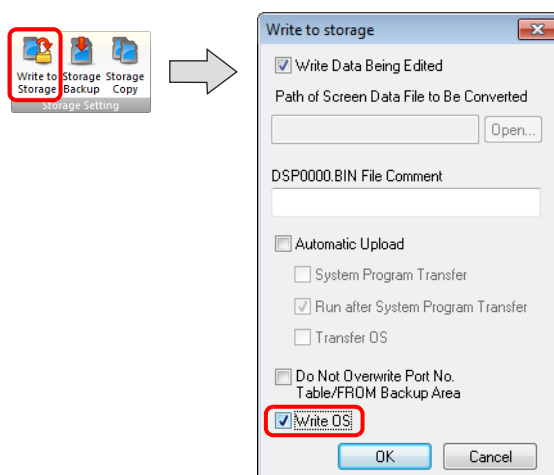 Write to Storage Storage
Storage Backup Copy
Storage Setting
Write to storage
Write Data Being Edited
Path of Screen Data File to Be Converted
Open...
DSP0000.BIN File Comment
Automatic Upload
System Program Transfer
Run after System Program Transfer
Transfer OS
Do Not Overwrite Port No.
Table/FROM Backup Area
Write OS
OK Cancel